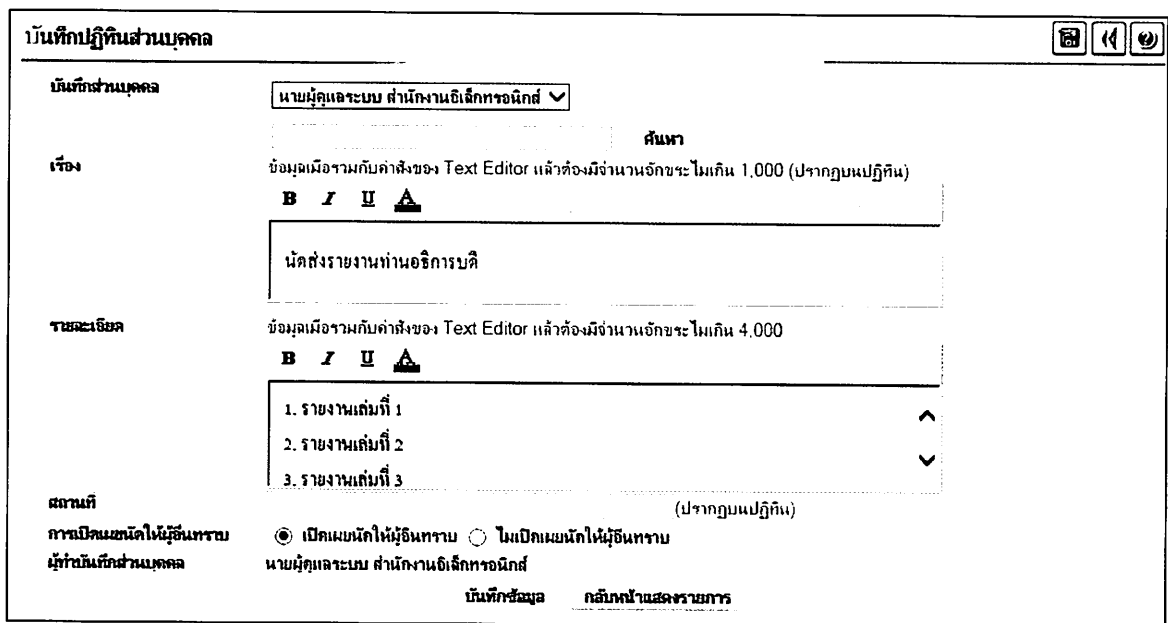 บันทึกปฏิทินส่วนบุคคล
บันทึกส่วนบุคคล
นายผู้ดูแลระบบ สำนักงานอิเล็กทรอนิกส์
ค้นหา
เรื่อง
ข้อมูลเมื่อรวมกับคำสั่งของ Text Editor แล้วต้องมีจำนวนอักขระไม่เกิน 1,000 (ปรากฏบนปฏิทิน)
B I U A
นัดส่งรายงานท่านอธิการบดี
รายละเอียด
ข้อมูลเมื่อรวมกับคำสั่งของ Text Editor แล้วต้องมีจำนวนอักขระไม่เกิน 4,000
B I U A
1. รายงานเล่มที่ 1
2. รายงานเล่มที่ 2
3. รายงานเล่มที่ 3
สถานที่
(ปรากฏบนปฏิทิน)
การเปิดเผยนัดให้ผู้อื่นทราบ
เปิดเผยนัดให้ผู้อื่นทราบ ไม่เปิดเผยนัดให้ผู้อื่นทราบ
ผู้ทำบันทึกส่วนบุคคล
นายผู้ดูแลระบบ สำนักงานอิเล็กทรอนิกส์
บันทึกข้อมูล กลับหน้าแสดงรายการ